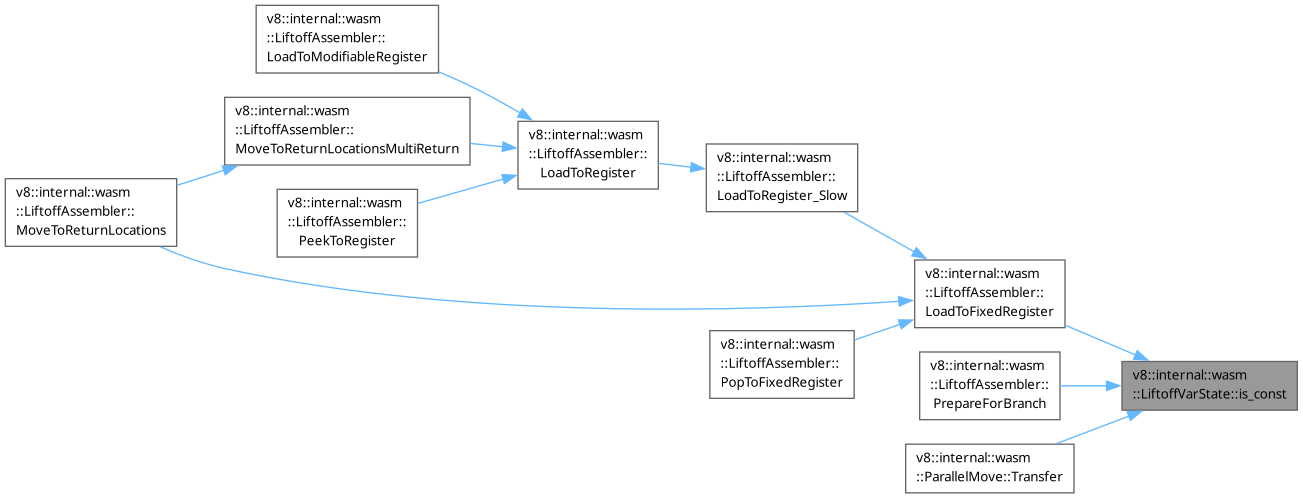 v8::internal::wasm
::LiftoffAssembler::
LoadToModifiableRegister
v8::internal::wasm
::LiftoffAssembler::
MoveToReturnLocationsMultiReturn
v8::internal::wasm
::LiftoffAssembler::
LoadToRegister
v8::internal::wasm
::LiftoffAssembler::
LoadToRegister_Slow
v8::internal::wasm
::LiftoffAssembler::
MoveToReturnLocations
v8::internal::wasm
::LiftoffAssembler::
PeekToRegister
v8::internal::wasm
::LiftoffAssembler::
LoadToFixedRegister
v8::internal::wasm
::LiftoffAssembler::
PopToFixedRegister
v8::internal::wasm
::LiftoffAssembler::
PrepareForBranch
v8::internal::wasm
::LiftoffVarState::is_const
v8::internal::wasm
::ParallelMove::Transfer